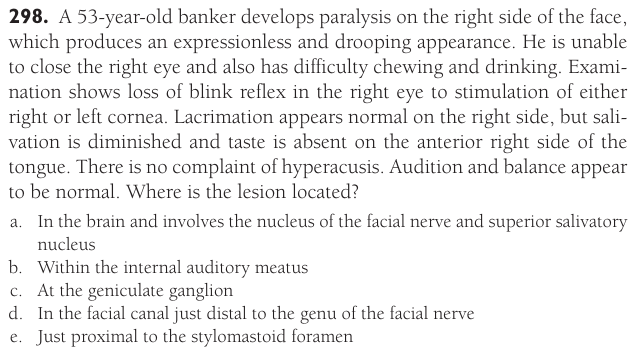 298. A 53-year-old banker develops paralysis on the right side of the face,
which produces an expressionless and drooping appearance. He is unable
to close the right eye and also has difficulty chewing and drinking. Exami-
nation shows loss of blink reflex in the right eye to stimulation of either
right or left cornea. Lacrimation appears normal on the right side, but sali-
vation is diminished and taste is absent on the anterior right side of the
tongue. There is no complaint of hyperacusis. Audition and balance appear
to be normal. Where is the lesion located?
a. In the brain and involves the nucleus of the facial nerve and superior salivatory
nucleus
b. Within the internal auditory meatus
c. At the geniculate ganglion
d. In the facial canal just distal to the genu of the facial nerve
e. Just proximal to the stylomastoid foramen